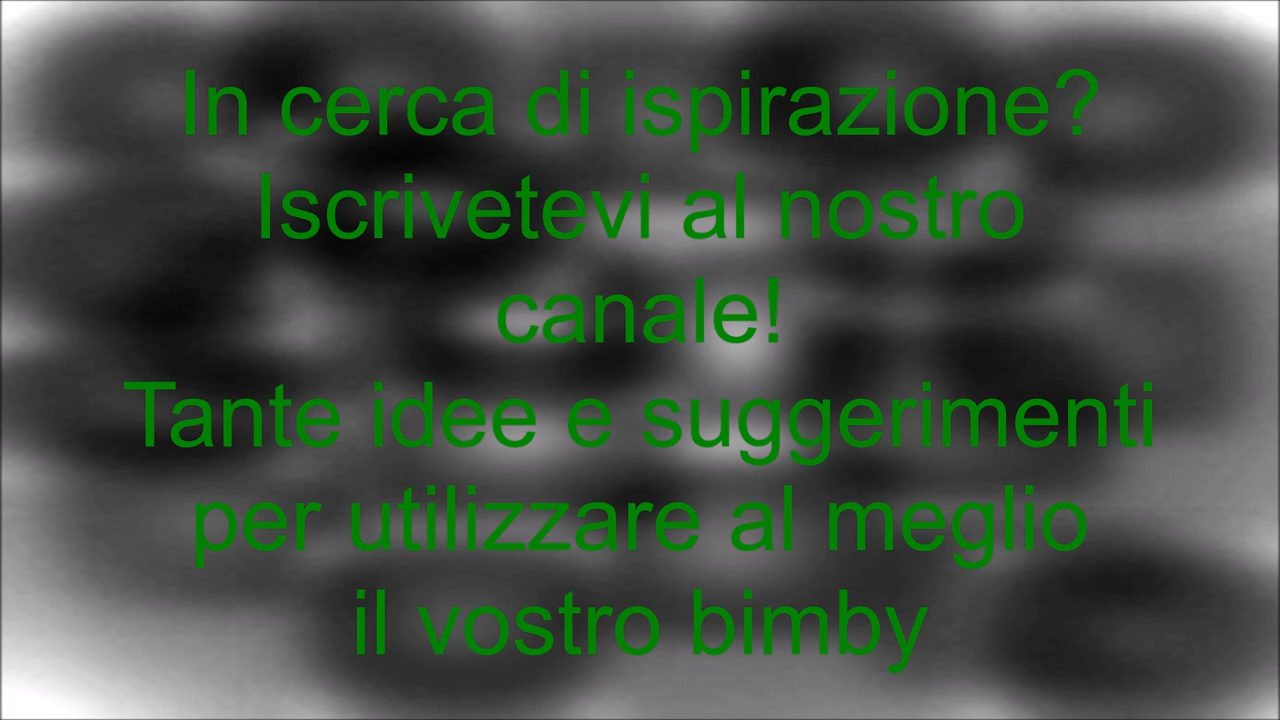 In cerca di ispirazione?
Iscrivetevi al nostro
canale!
Tante idee e suggerimenti
per utilizzare al meglio
il vostro bimby